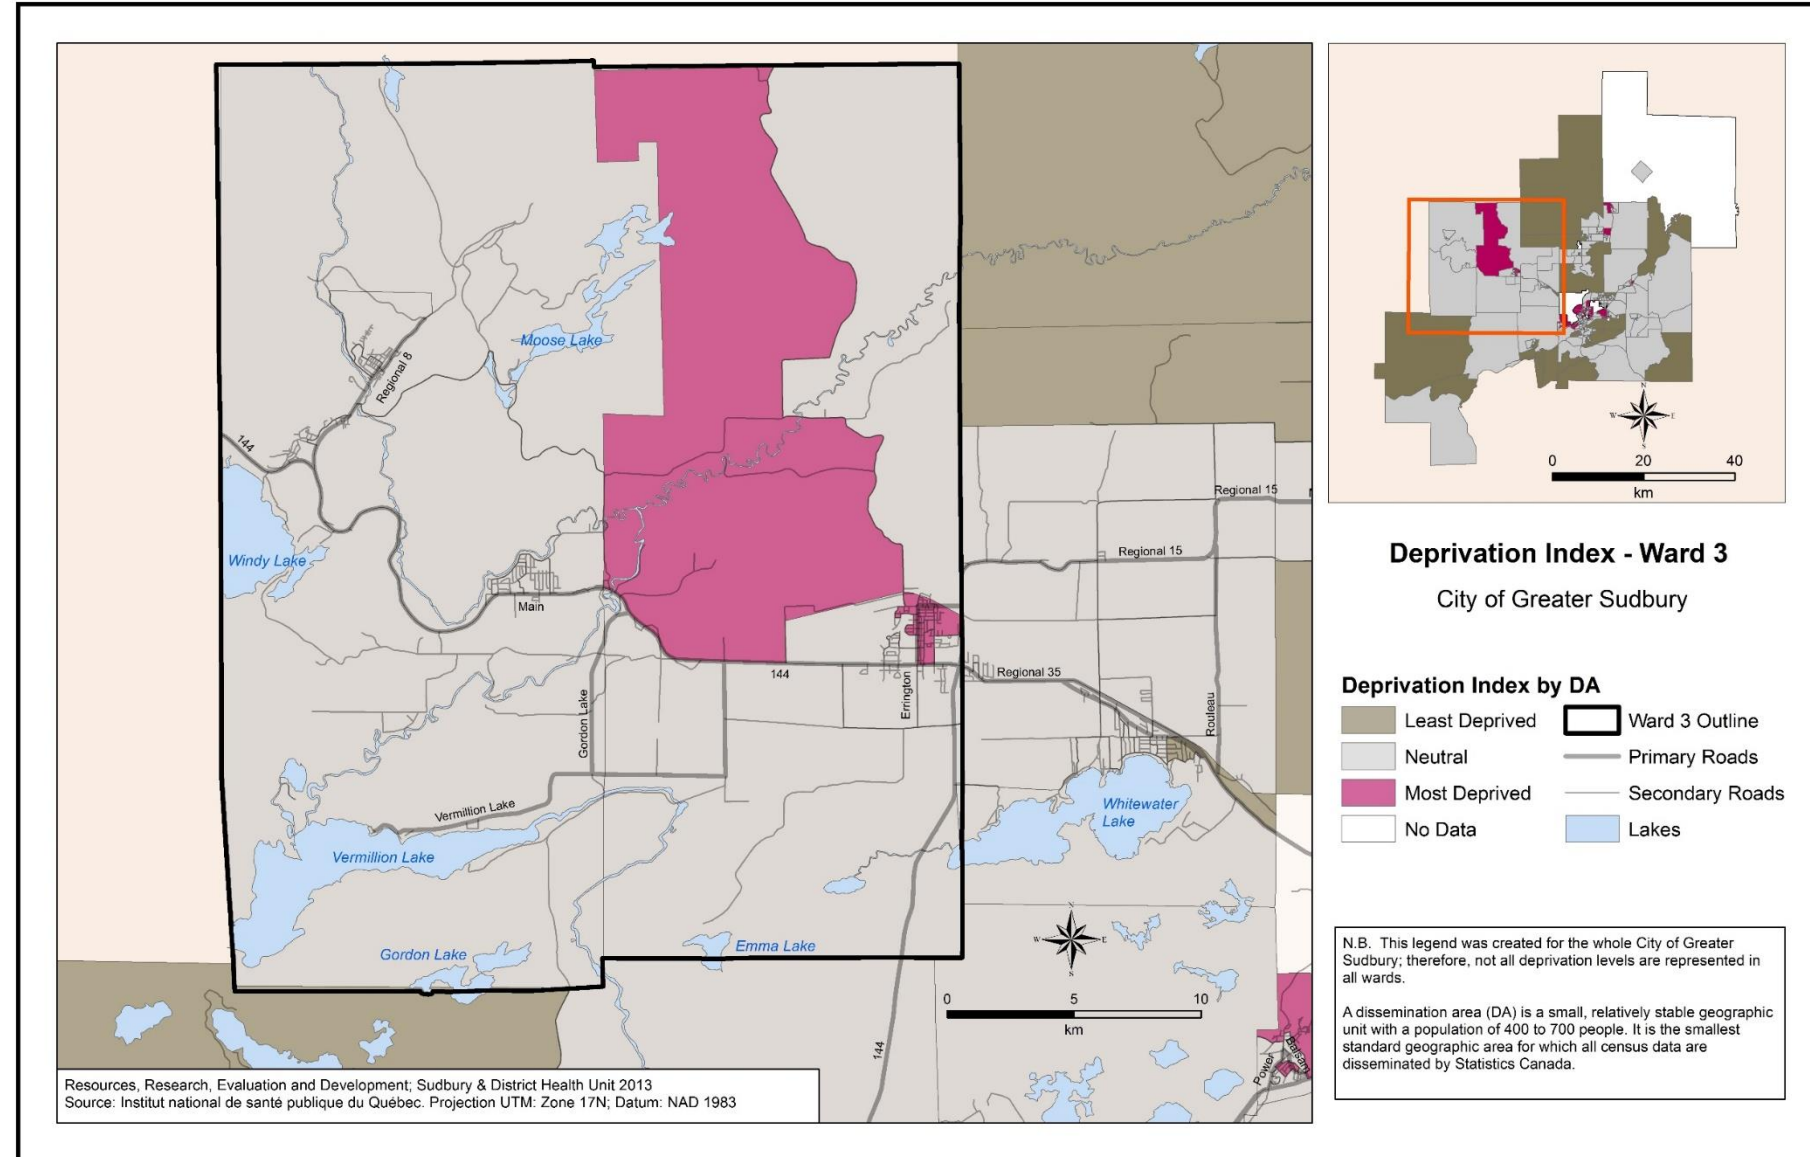 Moose Lake
Regional 8
144
Windy Lake
Main
Regional 15
Regional 15
144
Regional 35
Errington
Gordon Lake
Rouleau
Vermillion Lake
Vermillion Lake
Whitewater
Lake
Gordon Lake
Emma Lake
N
W E
S
0 5 10
km
144
Power
Balsam
Resources, Research, Evaluation and Development; Sudbury & District Health Unit 2013
Source: Institut national de santé publique du Québec. Projection UTM: Zone 17N; Datum: NAD 1983
N
W E
S
0 20 40
km
Deprivation Index - Ward 3
City of Greater Sudbury
Deprivation Index by DA
Least Deprived
Neutral
Most Deprived
No Data
Ward 3 Outline
Primary Roads
Secondary Roads
Lakes
N.B. This legend was created for the whole City of Greater
Sudbury; therefore, not all deprivation levels are represented in
all wards.
A dissemination area (DA) is a small, relatively stable geographic
unit with a population of 400 to 700 people. It is the smallest
standard geographic area for which all census data are
disseminated by Statistics Canada.